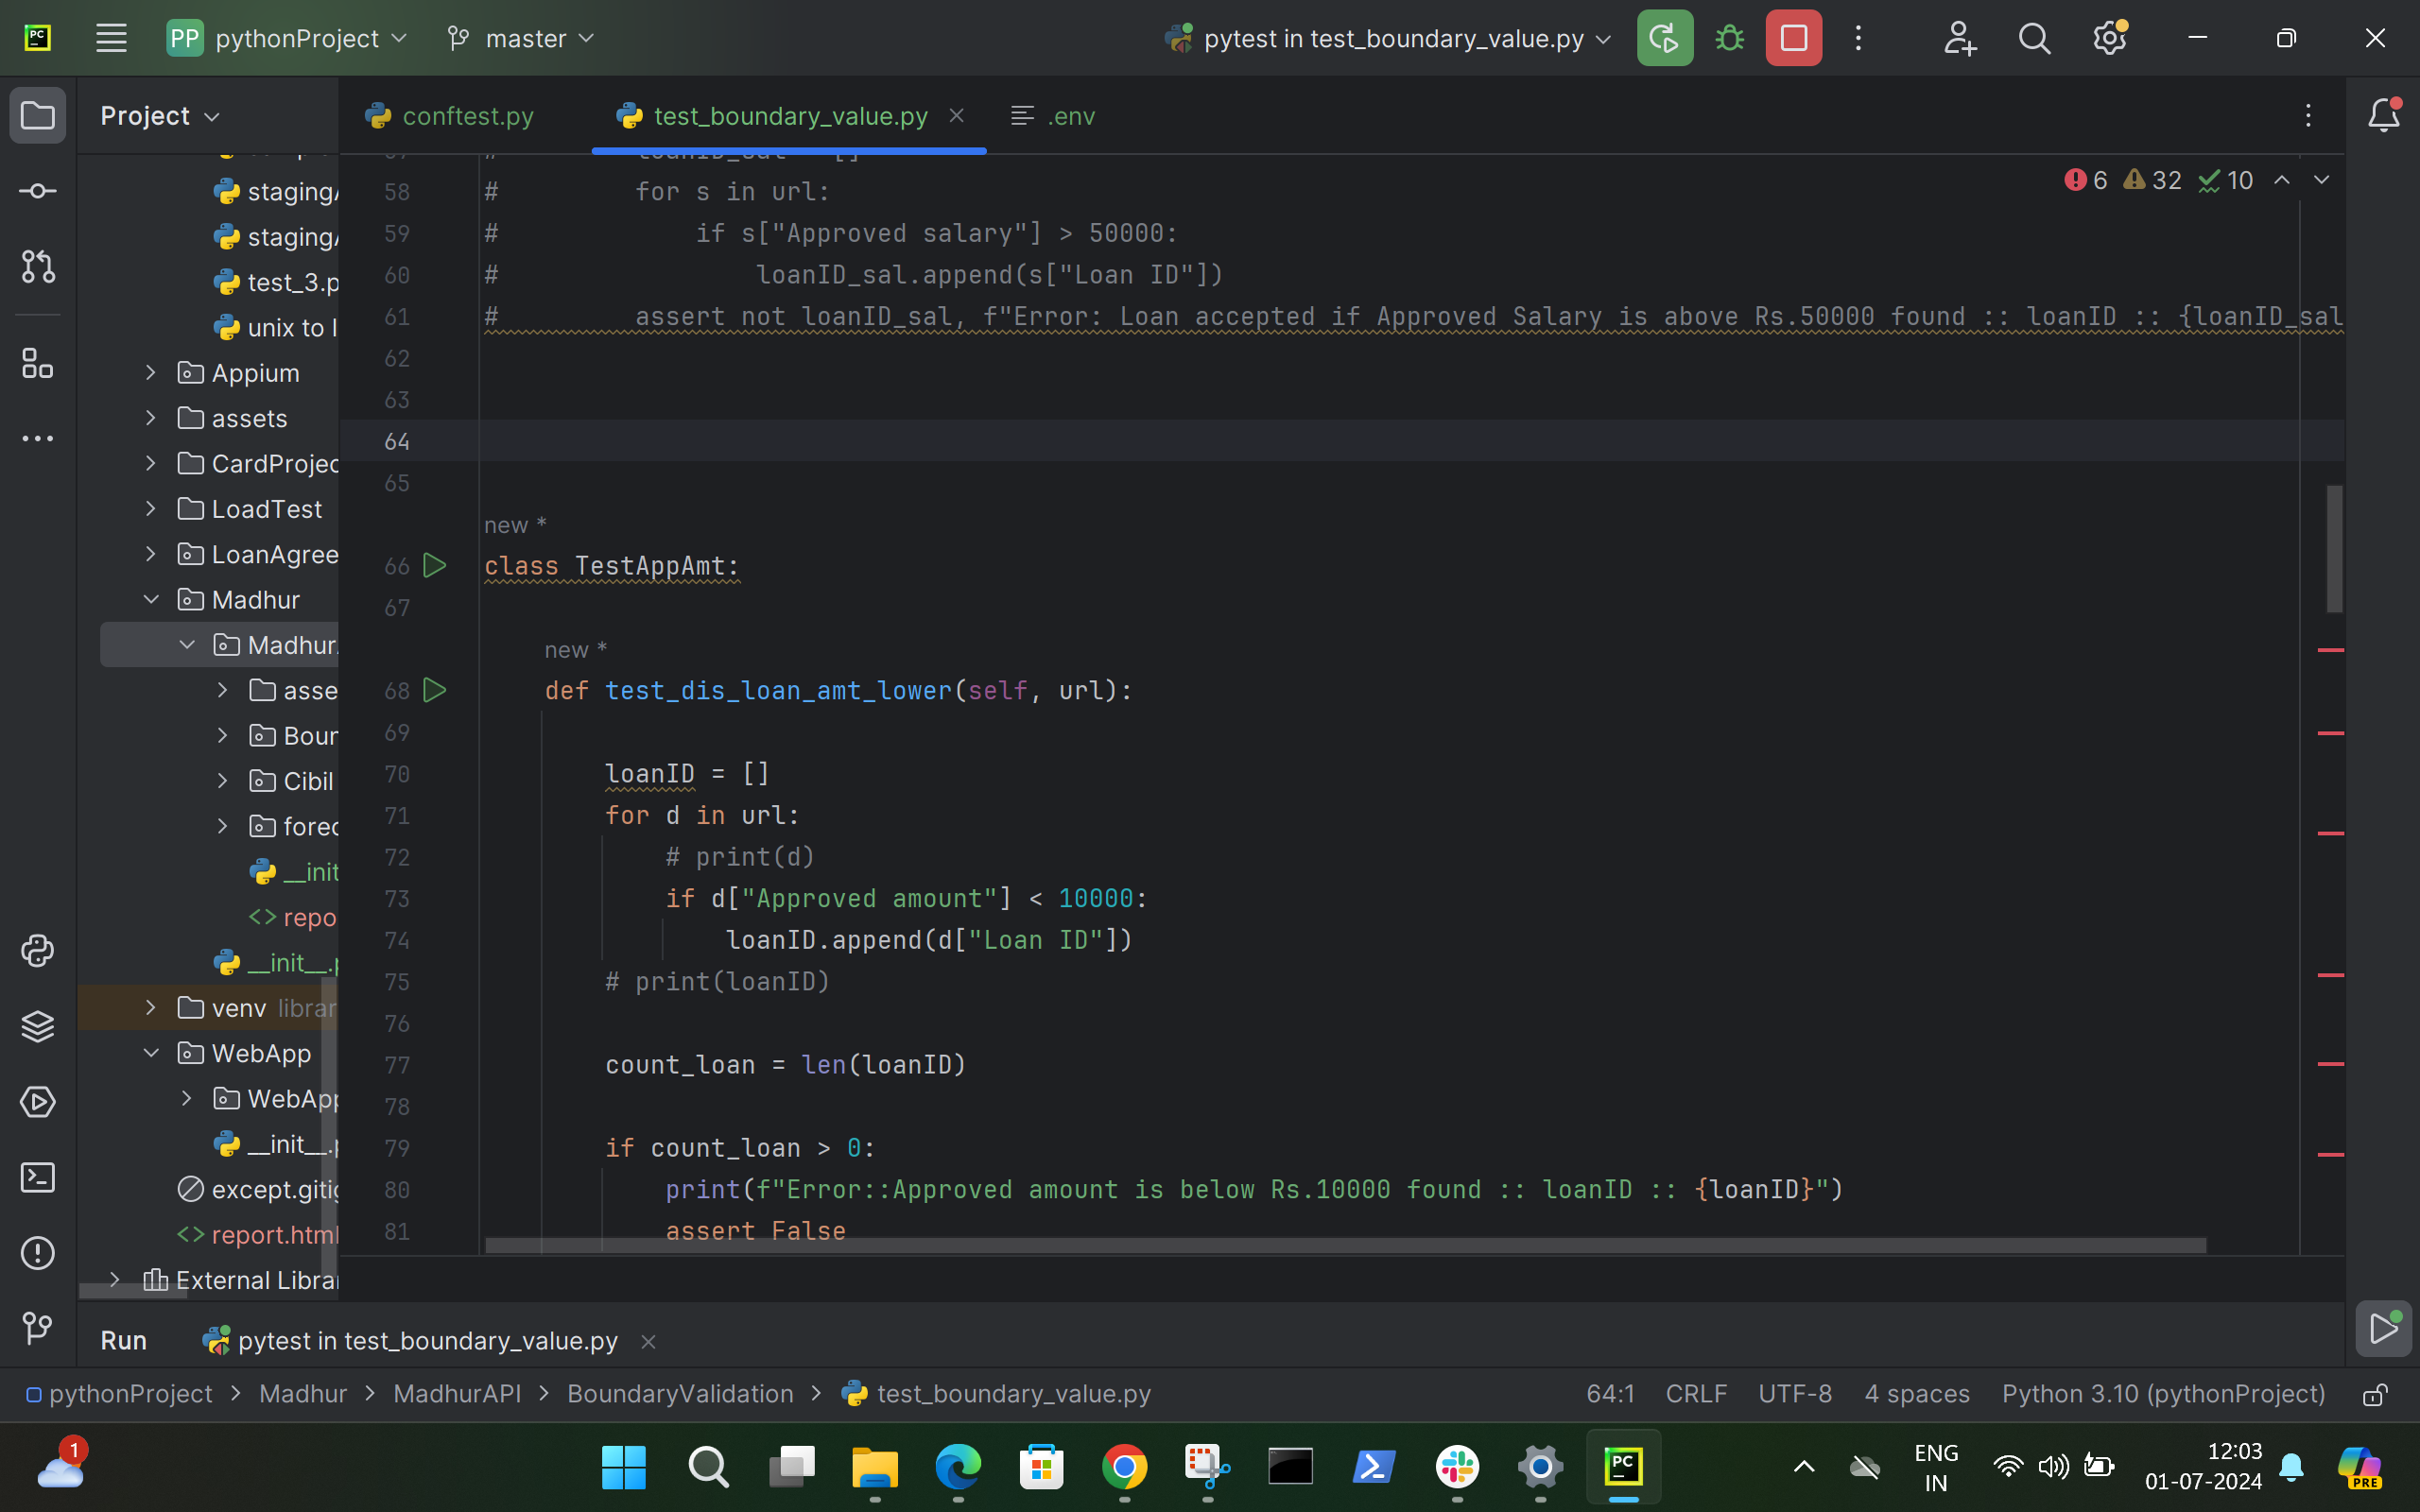 PC
PP pythonProject master
pytest in test_boundary_value.py
Project
conftest.py test_boundary_value.py .env
6 32 10
staging
staging
test_3.p
unix to l
Appium
assets
CardProjec
LoadTest
LoanAgree
Madhur
Madhur
asse
Boun
Cibil
forec
__init
repo
__init__.p
venv librar
WebApp
WebApp
__init__.p
except.gitig
report.html
External Librar
58 # for s in url:
59 # if s["Approved salary"] > 50000:
60 # loanID_sal.append(s["Loan ID"])
61 # assert not loanID_sal, f"Error: Loan accepted if Approved Salary is above Rs.50000 found :: loanID :: {loanID_sal
62
63
64
65
new *
66 class TestAppAmt:
67
new *
68 def test_dis_loan_amt_lower(self, url):
69
70 loanID = []
71 for d in url:
72 # print(d)
73 if d["Approved amount"] < 10000:
74 loanID.append(d["Loan ID"])
75 # print(loanID)
76
77 count_loan = len(loanID)
78
79 if count_loan > 0:
80 print(f"Error::Approved amount is below Rs.10000 found :: loanID :: {loanID}")
81 assert False
Run pytest in test_boundary_value.py
pythonProject > Madhur > MadhurAPI > BoundaryValidation > test_boundary_value.py
64:1 CRLF UTF-8 4 spaces Python 3.10 (pythonProject)
1
PC
ENG
IN
12:03
01-07-2024
PRE